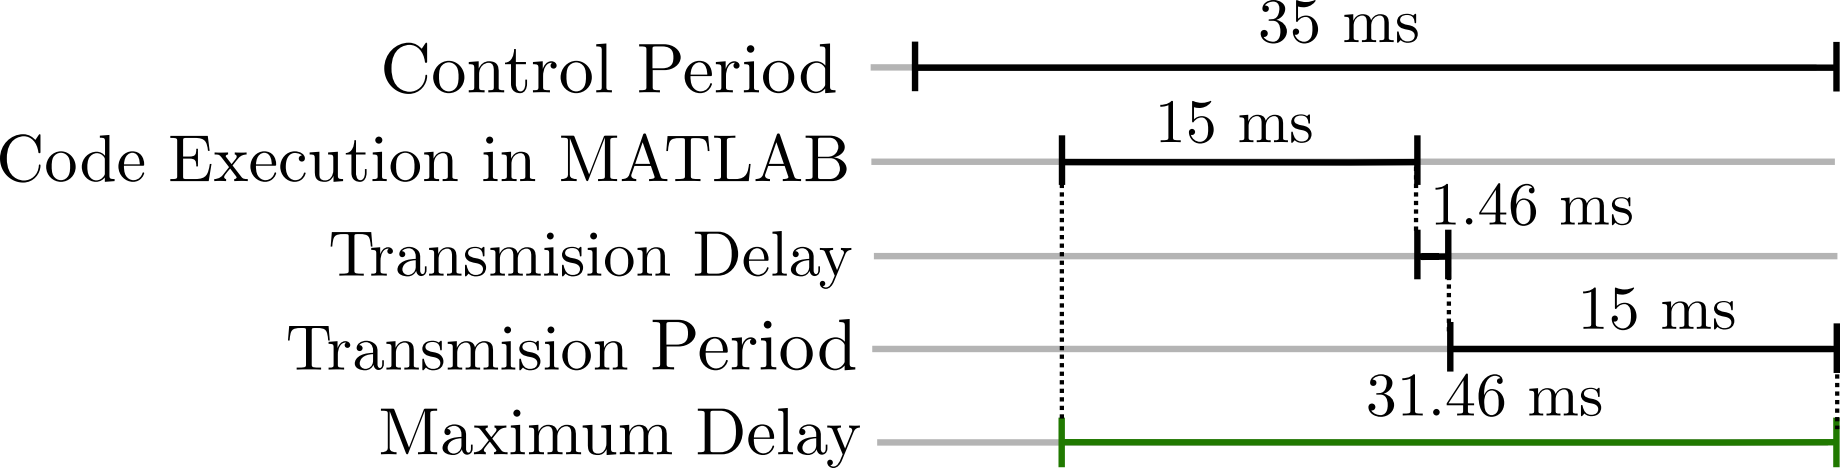 35 ms
Control Period
15 ms
Code Execution in MATLAB
1.46 ms
Transmision Delay
15 ms
Transmision Period
31.46 ms
Maximum Delay